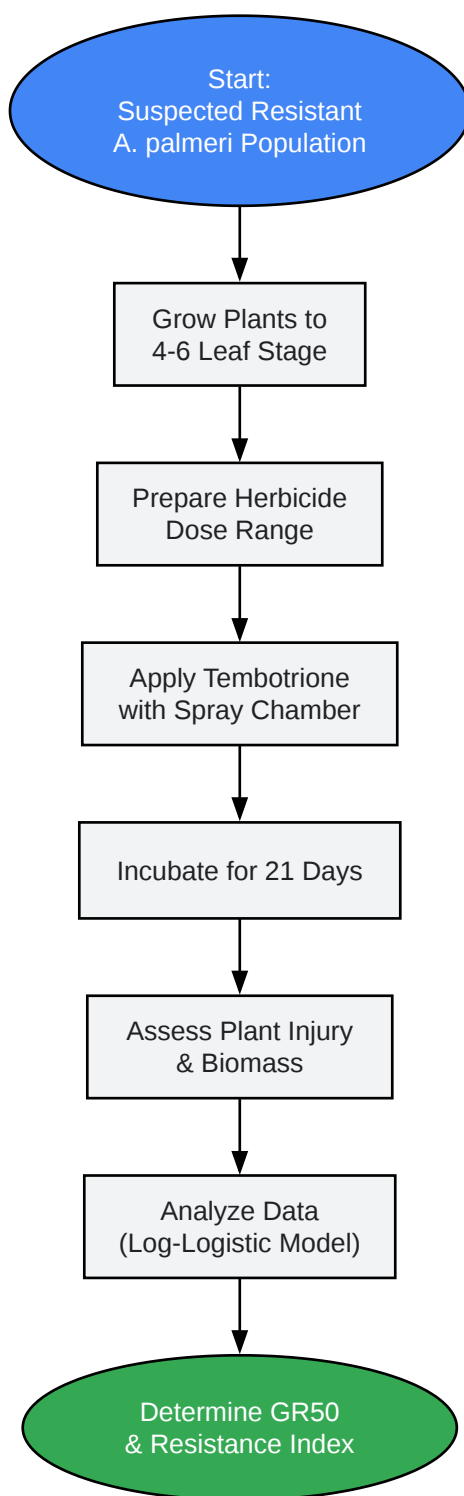 Start:
Suspected Resistant
A. palmeri Population
Grow Plants to
4-6 Leaf Stage
Prepare Herbicide
Dose Range
Apply Tembotrione
with Spray Chamber
Incubate for 21 Days
Assess Plant Injury
& Biomass
Analyze Data
(Log-Logistic Model)
Determine GR50
& Resistance Index